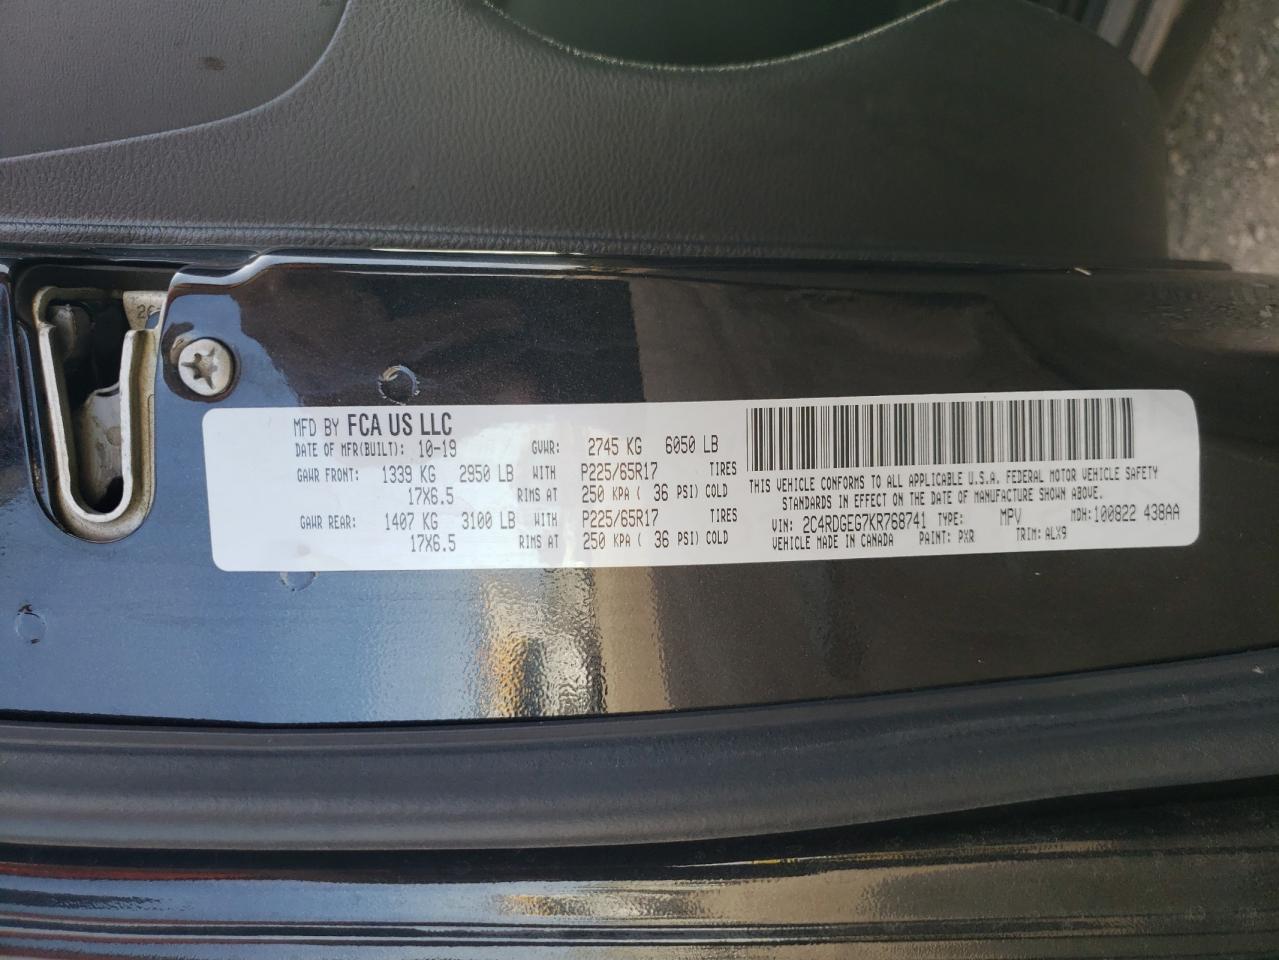 MFD BY FCA US LLC
DATE OF MFR(BUILT): 10-19 GVWR: 2745 KG 6050 LB
GAWR FRONT: 1339 KG 2950 LB WITH P225/65R17 TIRES
17X6.5 RIMS AT 250 KPA ( 36 PSI) COLD
GAWR REAR: 1407 KG 3100 LB WITH P225/65R17 TIRES
17X6.5 RIMS AT 250 KPA ( 36 PSI) COLD
THIS VEHICLE CONFORMS TO ALL APPLICABLE U.S.A. FEDERAL MOTOR VEHICLE SAFETY
STANDARDS IN EFFECT ON THE DATE OF MANUFACTURE SHOWN ABOVE.
VIN: 2C4RDGEG7KR768741 TYPE: MPV MDH:100822 438AA
VEHICLE MADE IN CANADA PAINT: PXR TRIM:ALX9